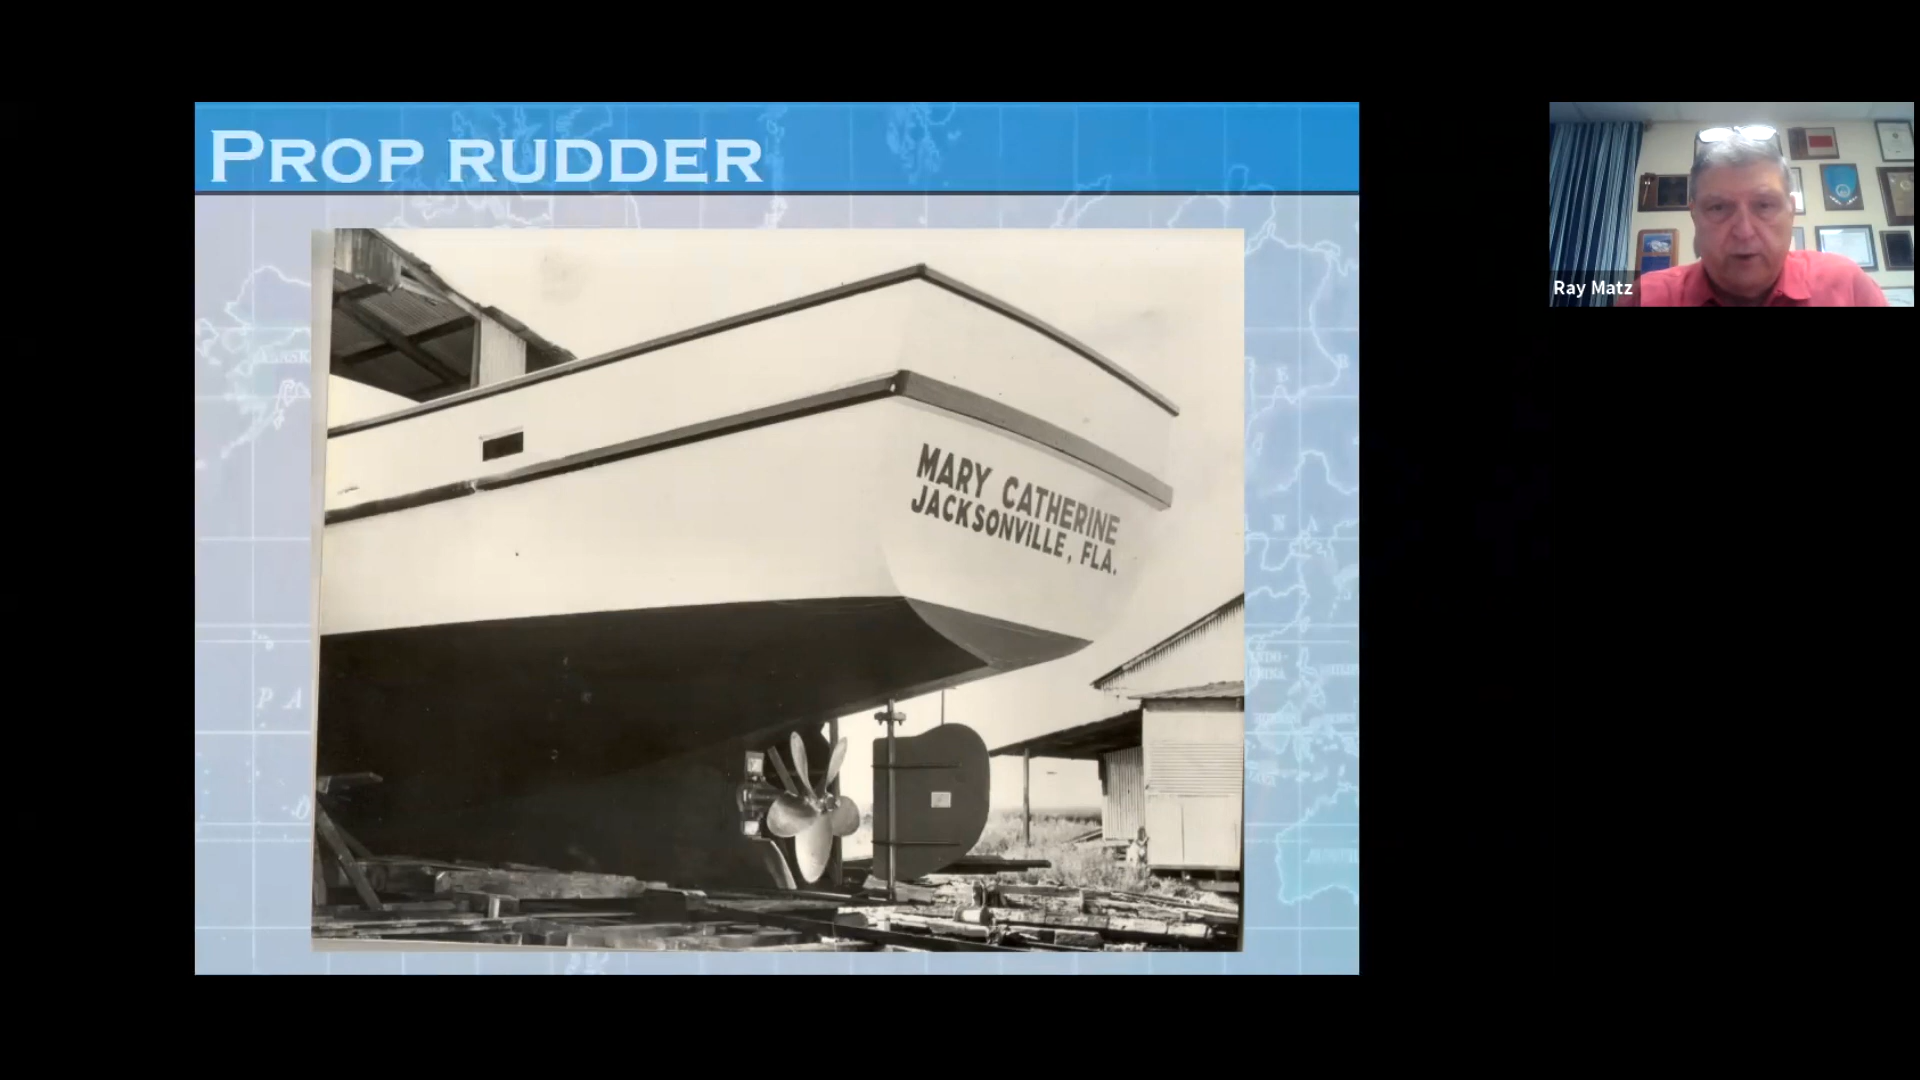 PROP RUDDER
MARY CATHERINE
JACKSONVILLE, FLA.
Ray Matz
P A